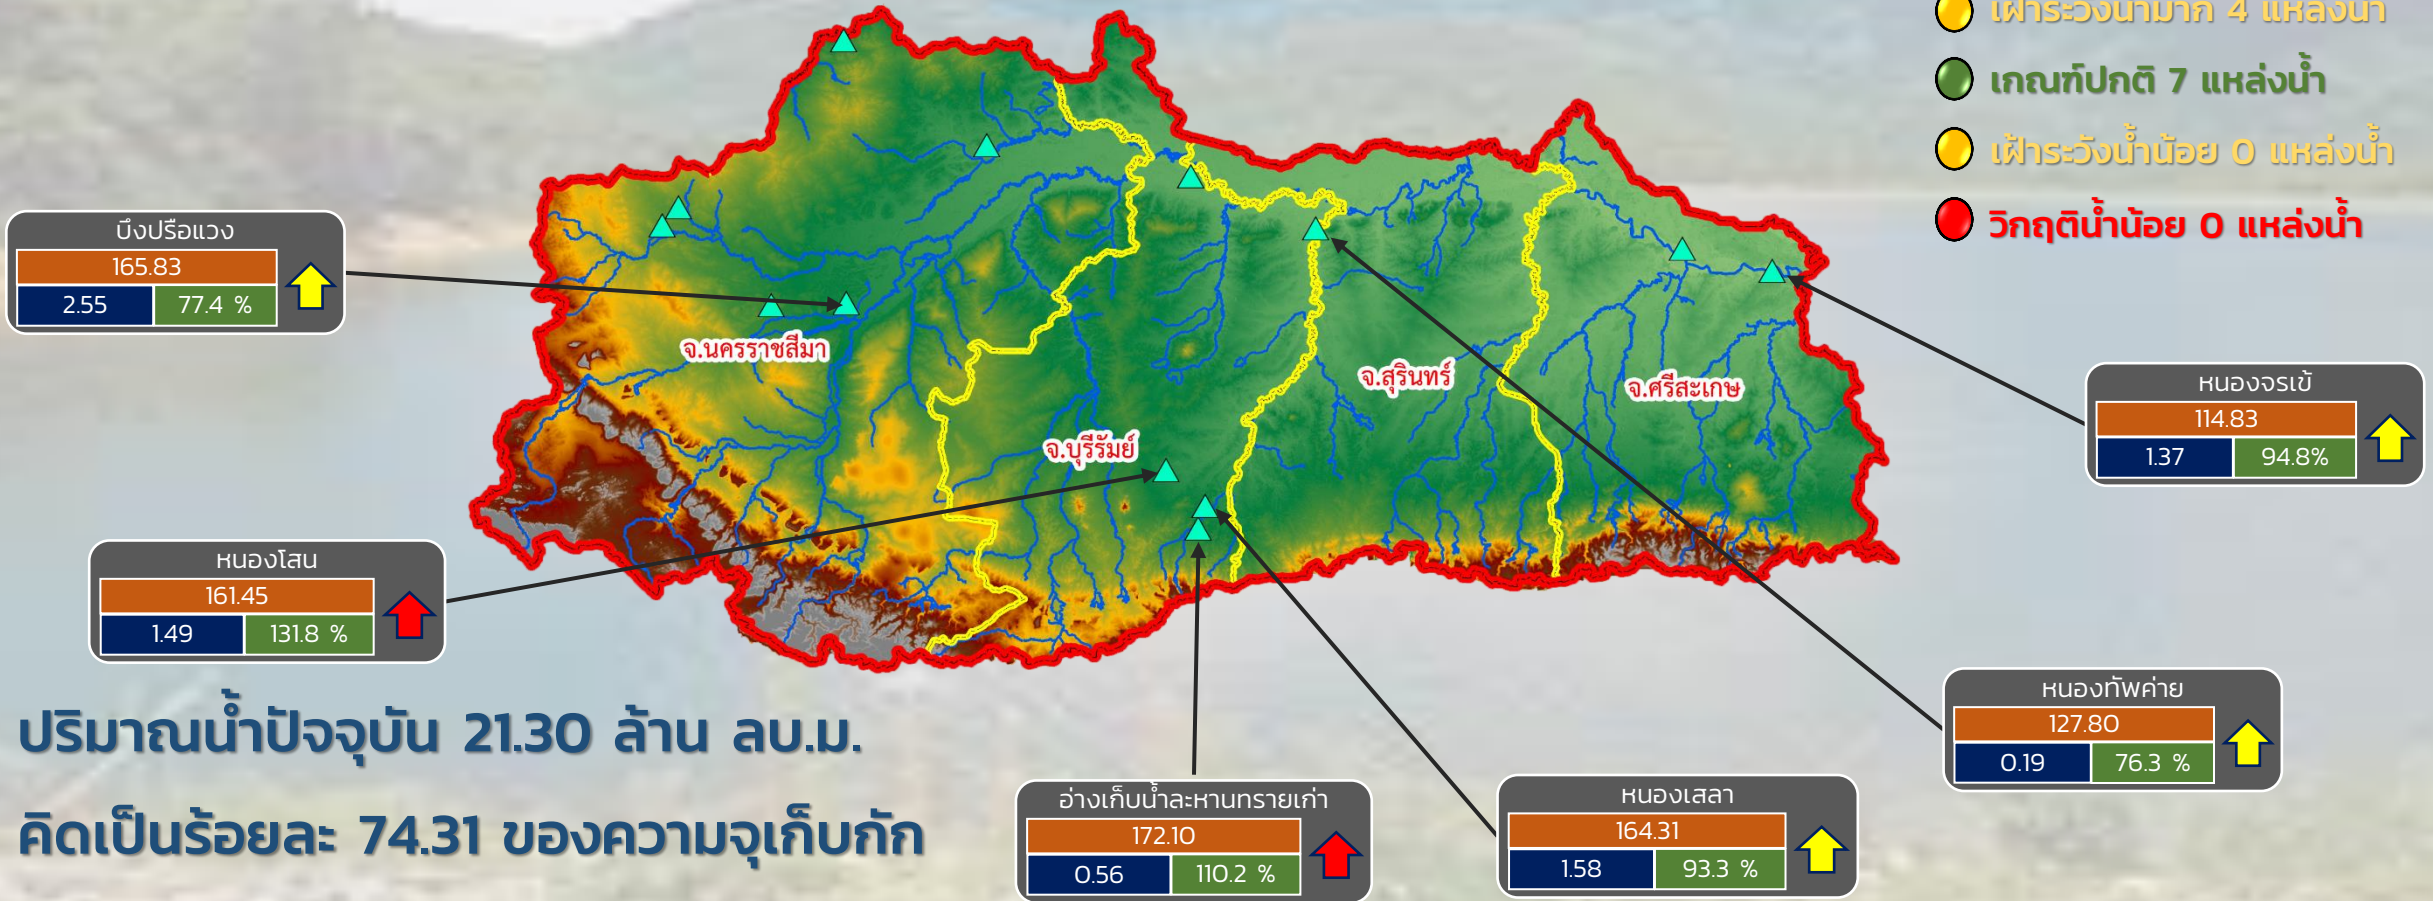 เฝ้าระวังน้ำมาก 4 แหล่งน้ำ
เกณฑ์ปกติ 7 แหล่งน้ำ
เฝ้าระวังน้ำน้อย 0 แหล่งน้ำ
วิกฤติน้ำน้อย 0 แหล่งน้ำ
บึงปรือแวง
165.83
2.55 77.4 %
จ.นครราชสีมา
จ.สุรินทร์
จ.ศรีสะเกษ
จ.บุรีรัมย์
หนองจรเข้
114.83
1.37 94.8%
หนองโสน
161.45
1.49 131.8 %
หนองทัพค่าย
127.80
0.19 76.3 %
ปริมาณน้ำปัจจุบัน 21.30 ล้าน ลบ.ม.
คิดเป็นร้อยละ 74.31 ของความจุเก็บกัก
อ่างเก็บน้ำละหานทรายเก่า
172.10
0.56 110.2 %
หนองเสลา
164.31
1.58 93.3 %